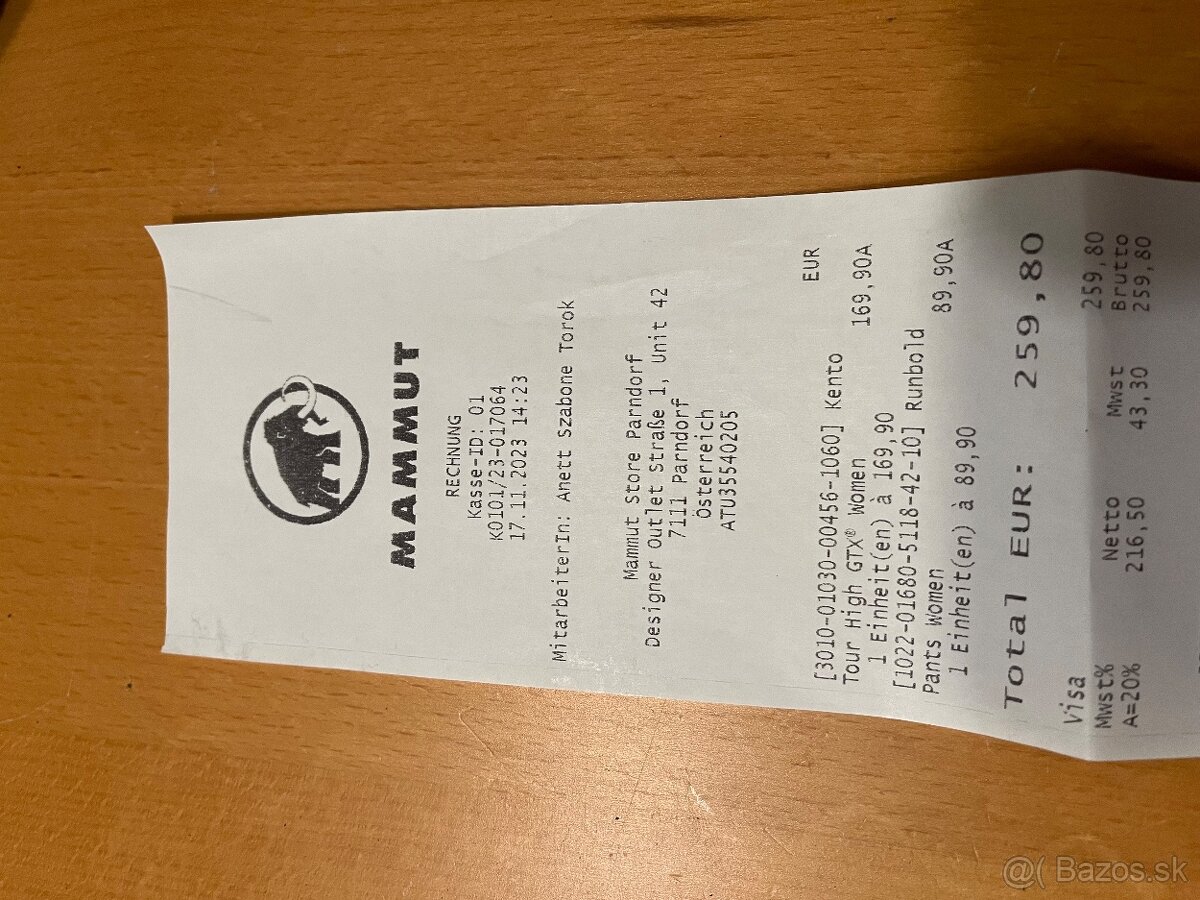 MAMMUT
RECHNUNG
Kasse-ID: 01
K0101/23-017064
17.11.2023 14:23
MitarbeiterIn: Anett Szabone Torok
Mammut Store Parndorf
Designer Outlet Straße 1, Unit 42
7111 Parndorf
Österreich
ATU35540205
EUR
[3010-01030-00456-1060] Kento
Tour High GTX® Women 169,90A
1 Einheit(en) à 169,90
[1022-01680-5118-42-10] Runbold
Pants Women 89,90A
1 Einheit(en) à 89,90
Total EUR: 259,80
Visa 259,80
Mwst% Netto Mwst Brutto
A=20% 216,50 43,30 259,80
@( Bazos.sk